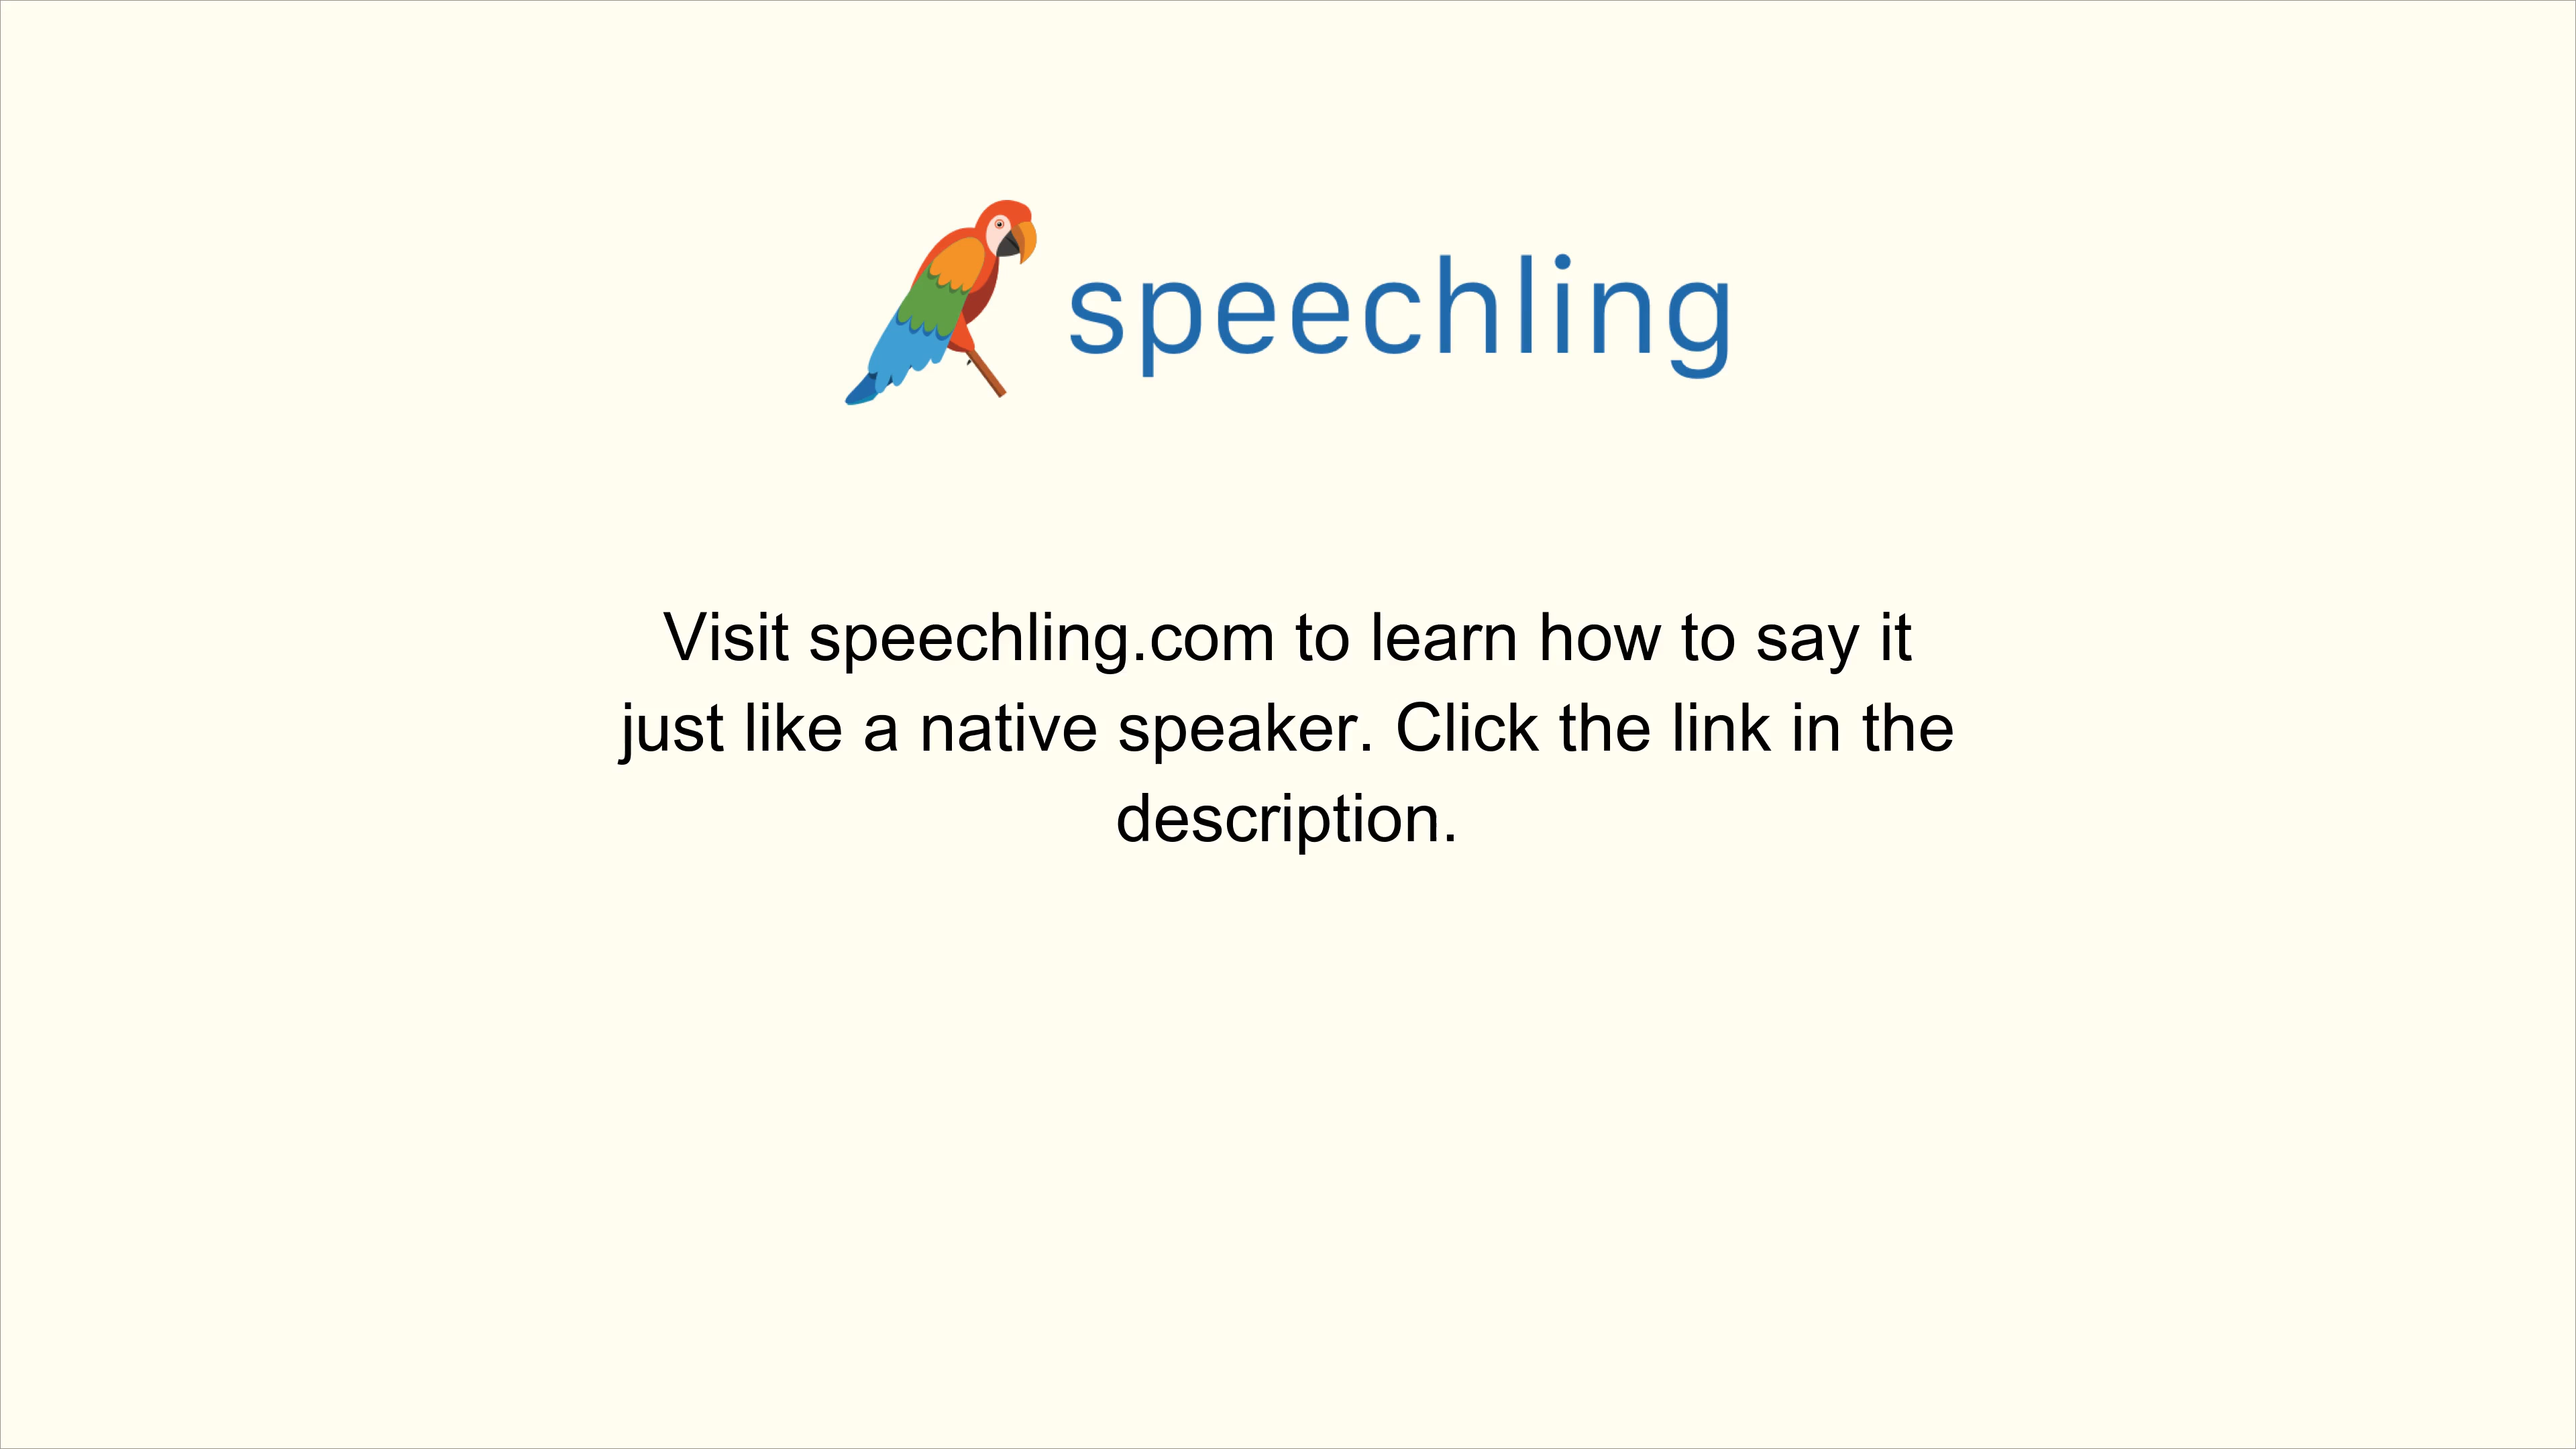 speechling
Visit speechling.com to learn how to say it
just like a native speaker. Click the link in the
description.